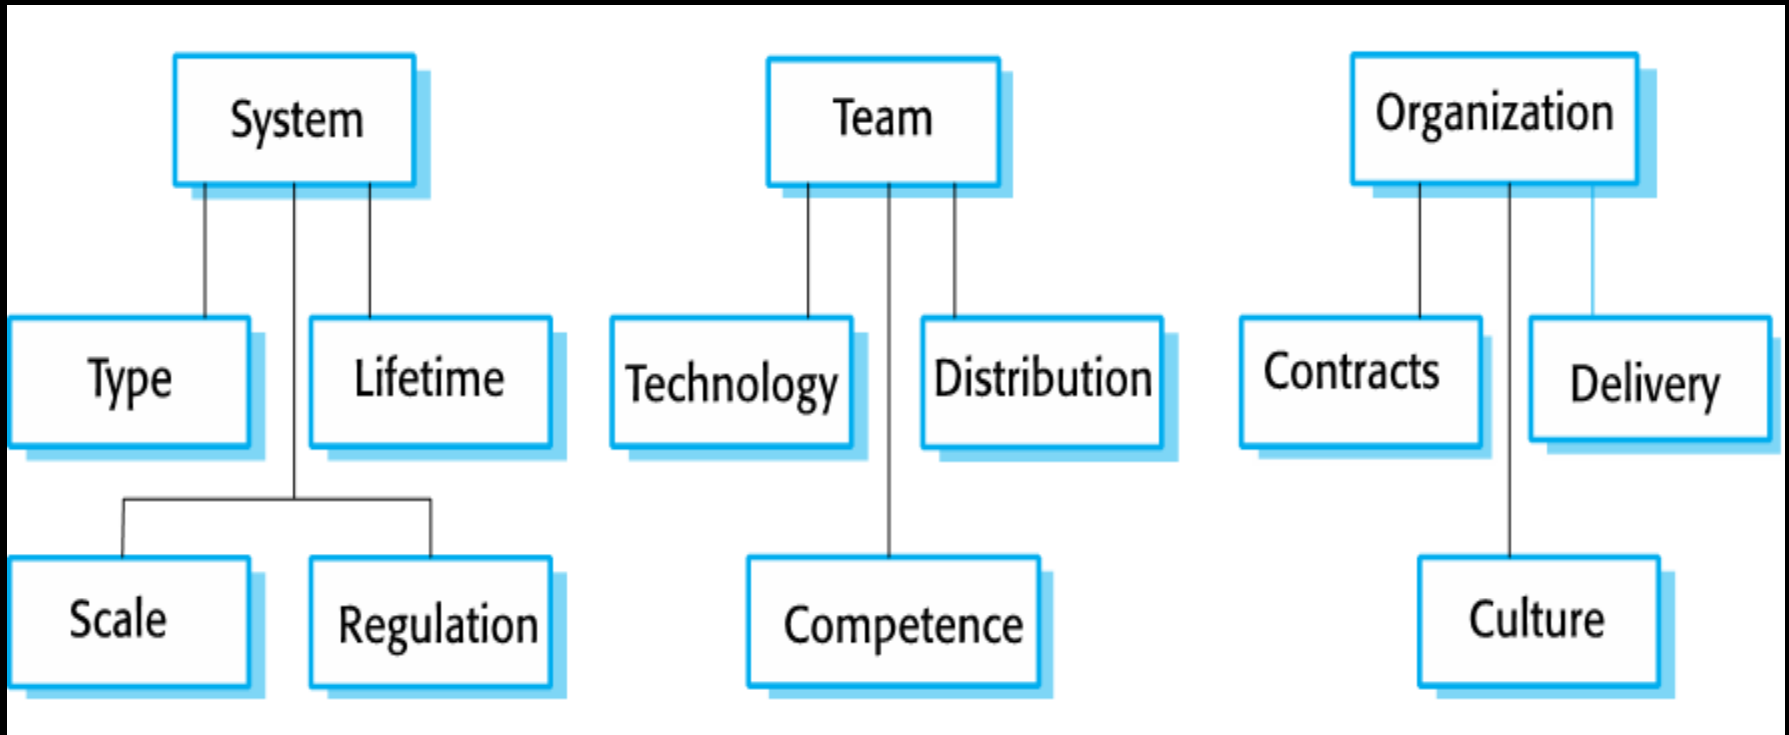 System
Team
Organization
Type
Lifetime
Technology
Distribution
Contracts
Delivery
Scale
Regulation
Competence
Culture